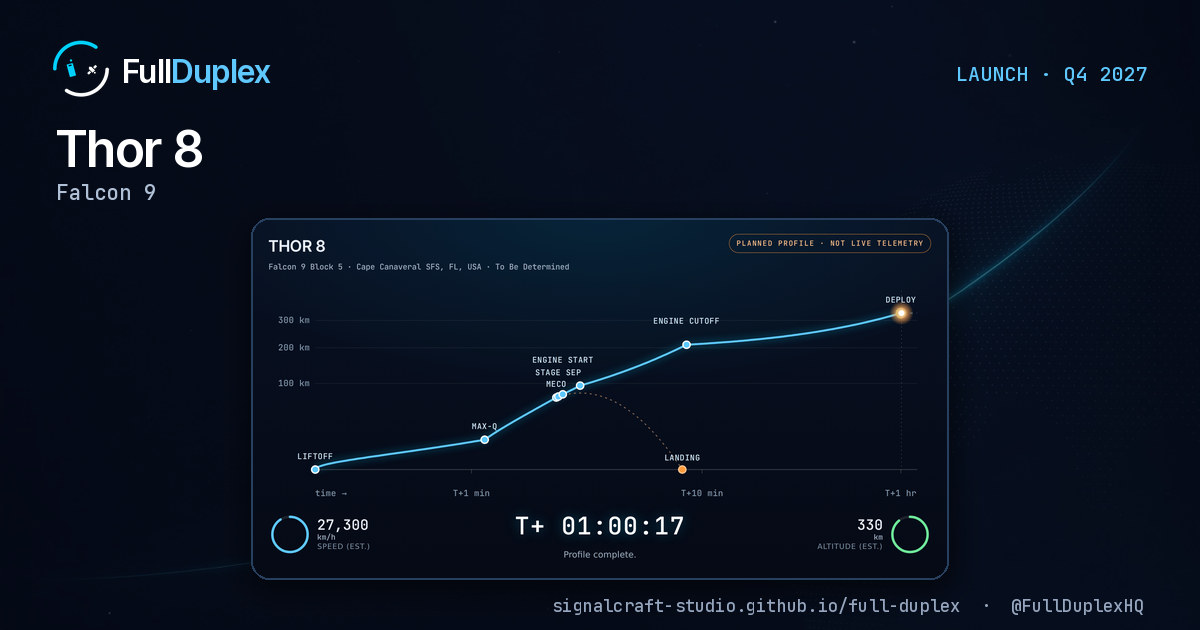 FullDuplex
LAUNCH · Q4 2027
Thor 8
Falcon 9
THOR 8
PLANNED PROFILE · NOT LIVE TELEMETRY
Falcon 9 Block 5 · Cape Canaveral SFS, FL, USA · To Be Determined
DEPLOY
300 km
ENGINE CUTOFF
200 km
ENGINE START
STAGE SEP
100 km
MECO
MAX-Q
LIFTOFF
LANDING
time →
T+1 min
T+10 min
T+1 hr
27,300
km/h
SPEED (EST.)
T+ 01:00:17
Profile complete.
330
km
ALTITUDE (EST.)
signalcraft-studio.github.io/full-duplex · @FullDuplexHQ